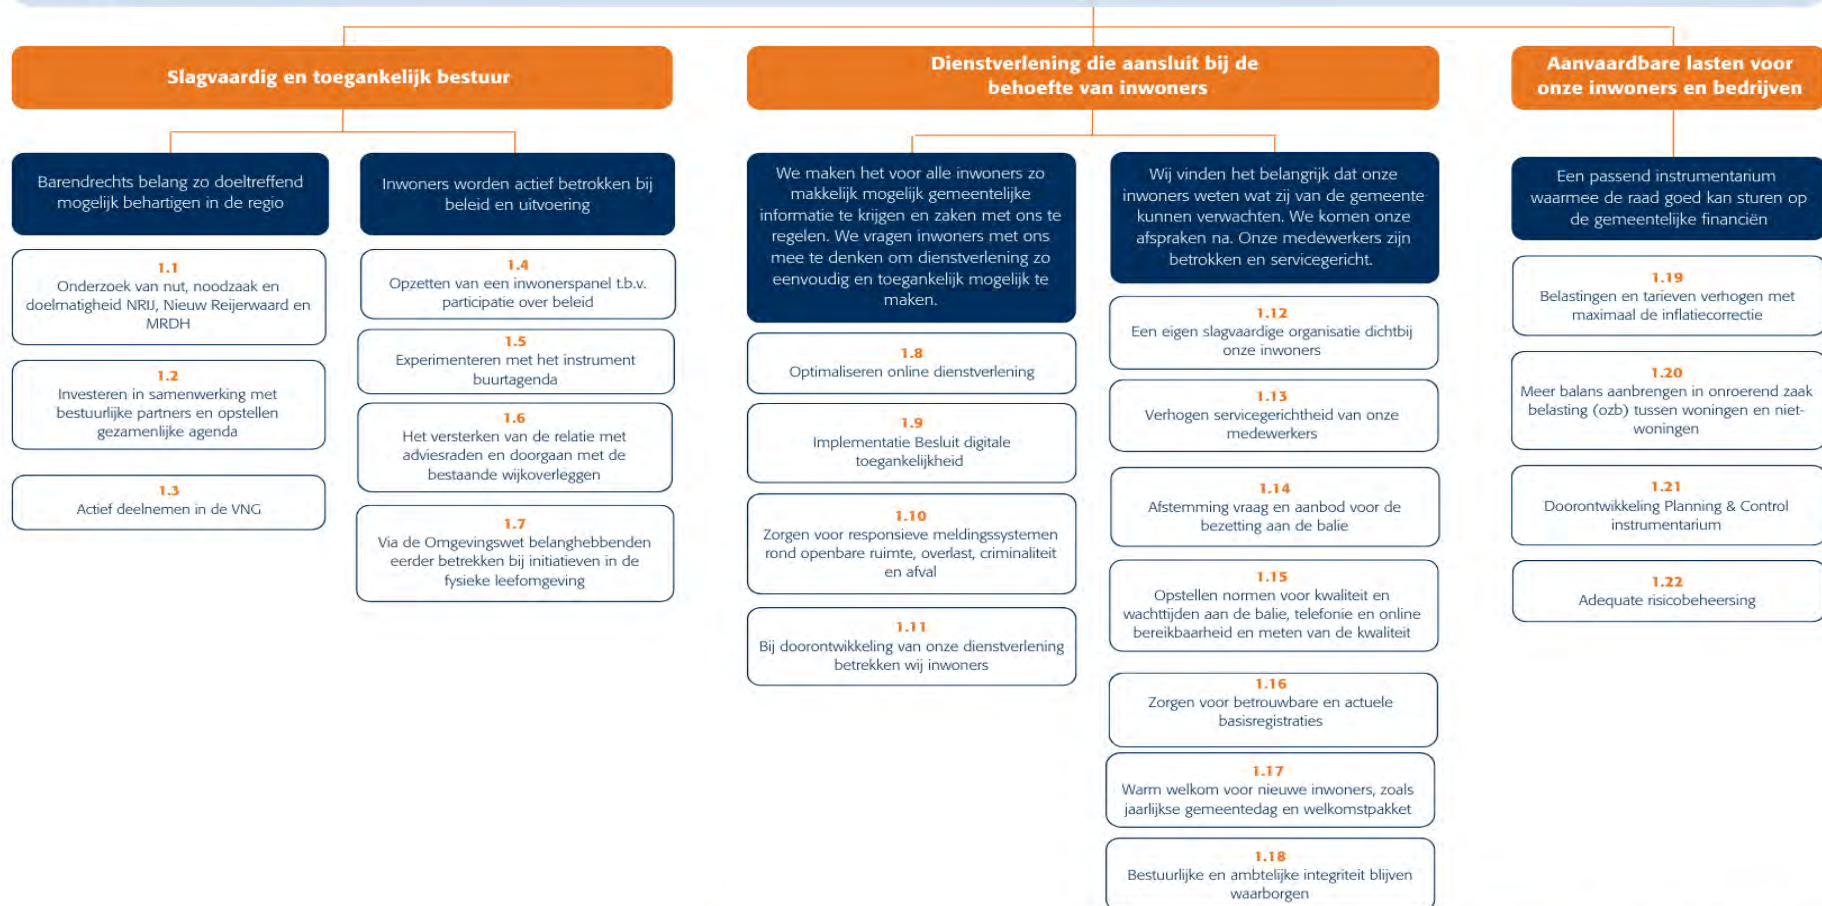 Slagvaardig en toegankelijk bestuur
Barendrechts belang zo doeltreffend
mogelijk behartigen in de regio
1.1
Onderzoek van nut, noodzaak en
doelmatigheid NRIJ, Nieuw Reijerwaard en
MRDH
1.2
Investeren in samenwerking met
bestuurlijke partners en opstellen
gezamenlijke agenda
1.3
Actief deelnemen in de VNG
Inwoners worden actief betrokken bij
beleid en uitvoering
1.4
Opzetten van een inwonerspanel t.b.v.
participatie over beleid
1.5
Experimenteren met het instrument
buurtagenda
1.6
Het versterken van de relatie met
adviesraden en doorgaan met de
bestaande wijkoverleggen
1.7
Via de Omgevingswet belanghebbenden
eerder betrekken bij initiatieven in de
fysieke leefomgeving
Dienstverlening die aansluit bij de
behoefte van inwoners
We maken het voor alle inwoners zo
makkelijk mogelijk gemeentelijke
informatie te krijgen en zaken met ons te
regelen. We vragen inwoners met ons
mee te denken om dienstverlening zo
eenvoudig en toegankelijk mogelijk te
maken.
1.8
Optimaliseren online dienstverlening
1.9
Implementatie Besluit digitale
toegankelijkheid
1.10
Zorgen voor responsieve meldingssystemen
rond openbare ruimte, overlast, criminaliteit
en afval
1.11
Bij doorontwikkeling van onze dienstverlening
betrekken wij inwoners
Wij vinden het belangrijk dat onze
inwoners weten wat zij van de gemeente
kunnen verwachten. We komen onze
afspraken na. Onze medewerkers zijn
betrokken en servicegericht.
1.12
Een eigen slagvaardige organisatie dichtbij
onze inwoners
1.13
Verhogen servicegerichtheid van onze
medewerkers
1.14
Afstemming vraag en aanbod voor de
bezetting aan de balie
1.15
Opstellen normen voor kwaliteit en
wachttijden aan de balie, telefonie en online
bereikbaarheid en meten van de kwaliteit
1.16
Zorgen voor betrouwbare en actuele
basisregistraties
1.17
Warm welkom voor nieuwe inwoners, zoals
jaarlijkse gemeentedag en welkomstpakket
1.18
Bestuurlijke en ambtelijke integriteit blijven
waarborgen
Aanvaardbare lasten voor
onze inwoners en bedrijven
Een passend instrumentarium
waarmee de raad goed kan sturen op
de gemeentelijke financiën
1.19
Belastingen en tarieven verhogen met
maximaal de inflatiecorrectie
1.20
Meer balans aanbrengen in onroerend zaak
belasting (ozb) tussen woningen en niet-
woningen
1.21
Doorontwikkeling Planning & Control
instrumentarium
1.22
Adequate risicobeheersing